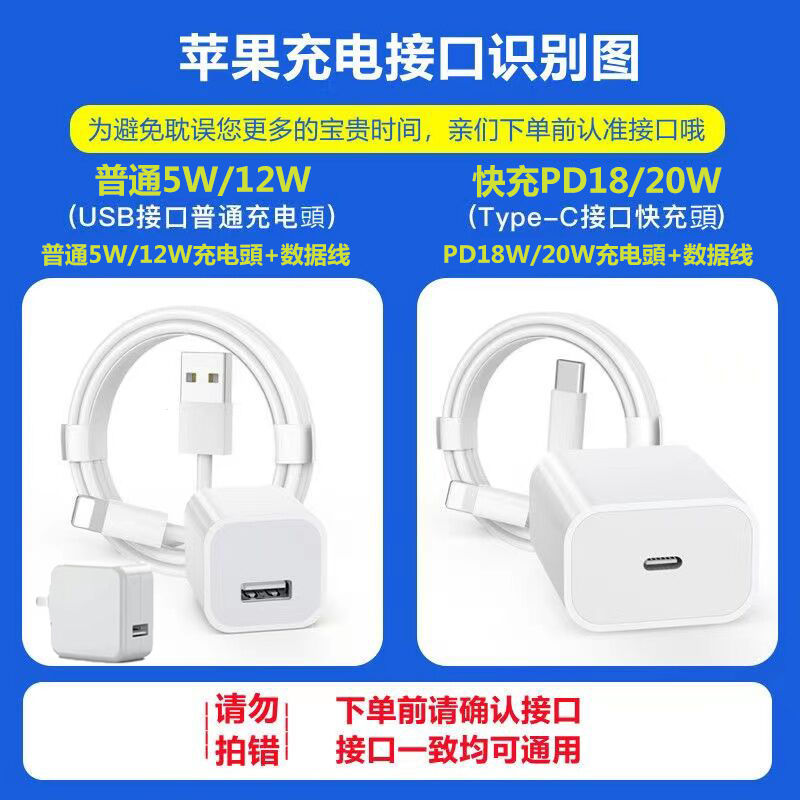 苹果充电接口识别图
为避免耽误您更多的宝贵时间，亲们下单前认准接口哦
普通5W/12W
(USB接口普通充电頭)
普通5W/12W充电頭+数据线
快充PD18/20W
(Type-C接口快充頭)
PD18W/20W充电頭+数据线
请勿
拍错
下单前请确认接口
接口一致均可通用